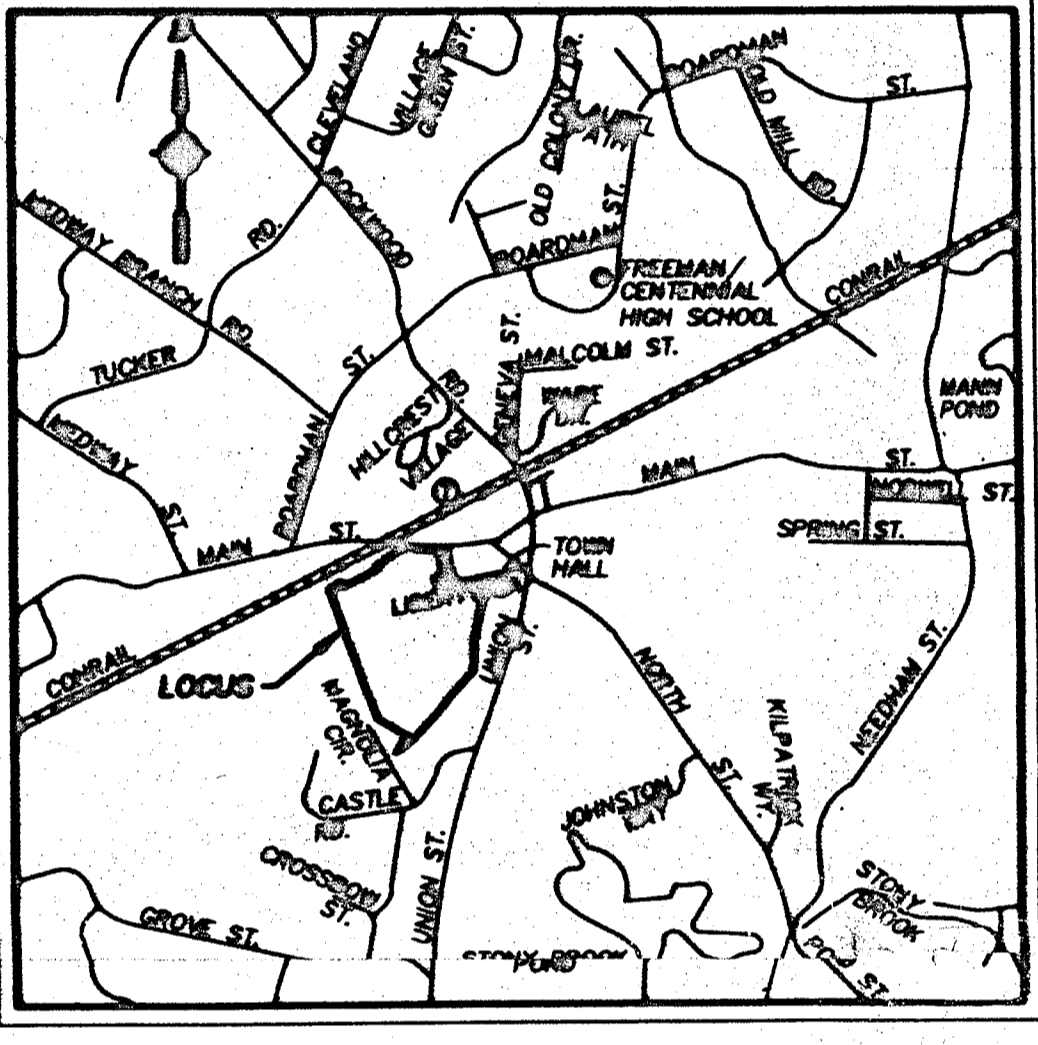 CLEVELAND
VILLAGE
ST.
OLD COLONY DR.
BOARDMAN
ST.
OLD MILL
RD.
ROCKWOOD
RD.
MEDWAY BRANCH
RD.
TUCKER
BOARDMAN
ST.
ST.
FREEMAN/
CENTENNIAL
HIGH SCHOOL
CONRAIL
GENEVA ST.
MALCOLM ST.
RD.
HILLCREST
VILLAGE
BOARDMAN
MEDWAY
ST.
MAIN
ST.
MAIN
ST.
MANN
POND
ST.
SPRING ST.
TOWN
HALL
CONRAIL
LOCUS
UNION
ST.
MAGNOLIA
CIR.
CASTLE
RD.
CROSSBOW
ST.
UNION ST.
GROVE ST.
NORTH
ST.
KILPATRICK
WY.
NEEDHAM ST.
JOHNSTON
WAY
STONY
BROOK
STONY BROOK
POND
ST.